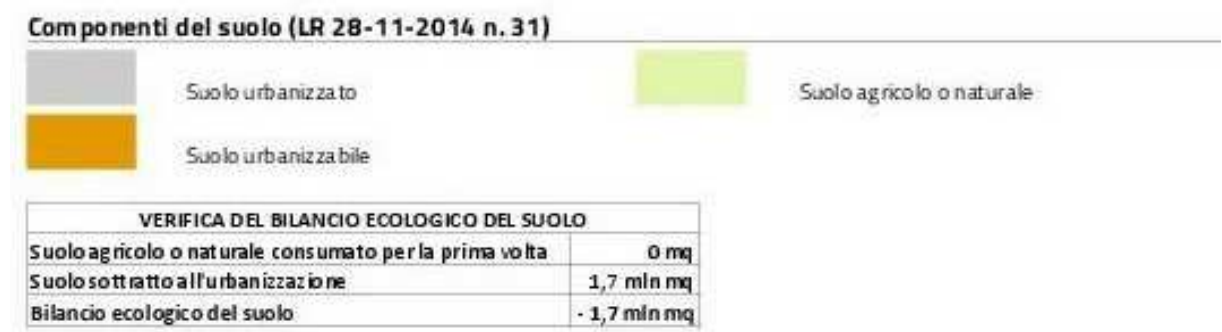 Componenti del suolo (LR 28-11-2014 n. 31)
Suolo urbanizzato
Suolo agricolo o naturale
Suolo urbanizzabile
VERIFICA DEL BILANCIO ECOLOGICO DEL SUOLO
Suolo agricolo o naturale consumato per la prima volta 0 mq
Suolo sottratto all'urbanizzazione 1,7 mln mq
Bilancio ecologico del suolo - 1,7 mln mq